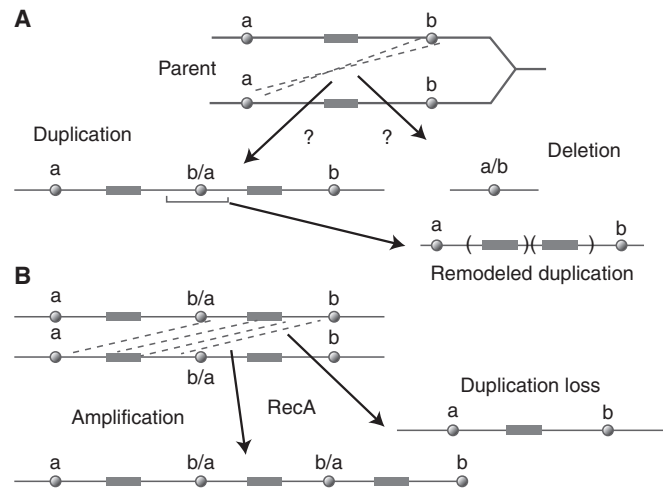 A
a
b
Parent
a
b
Duplication
?
?
Deletion
a
b/a
b
a/b
a
(
)(
)
b
Remodeled duplication
B
a
b/a
b
a
b
b/a
Duplication loss
Amplification
RecA
a
b
a
b/a
b/a
b